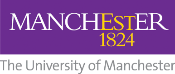 MANCHESTER
1824
The University of Manchester